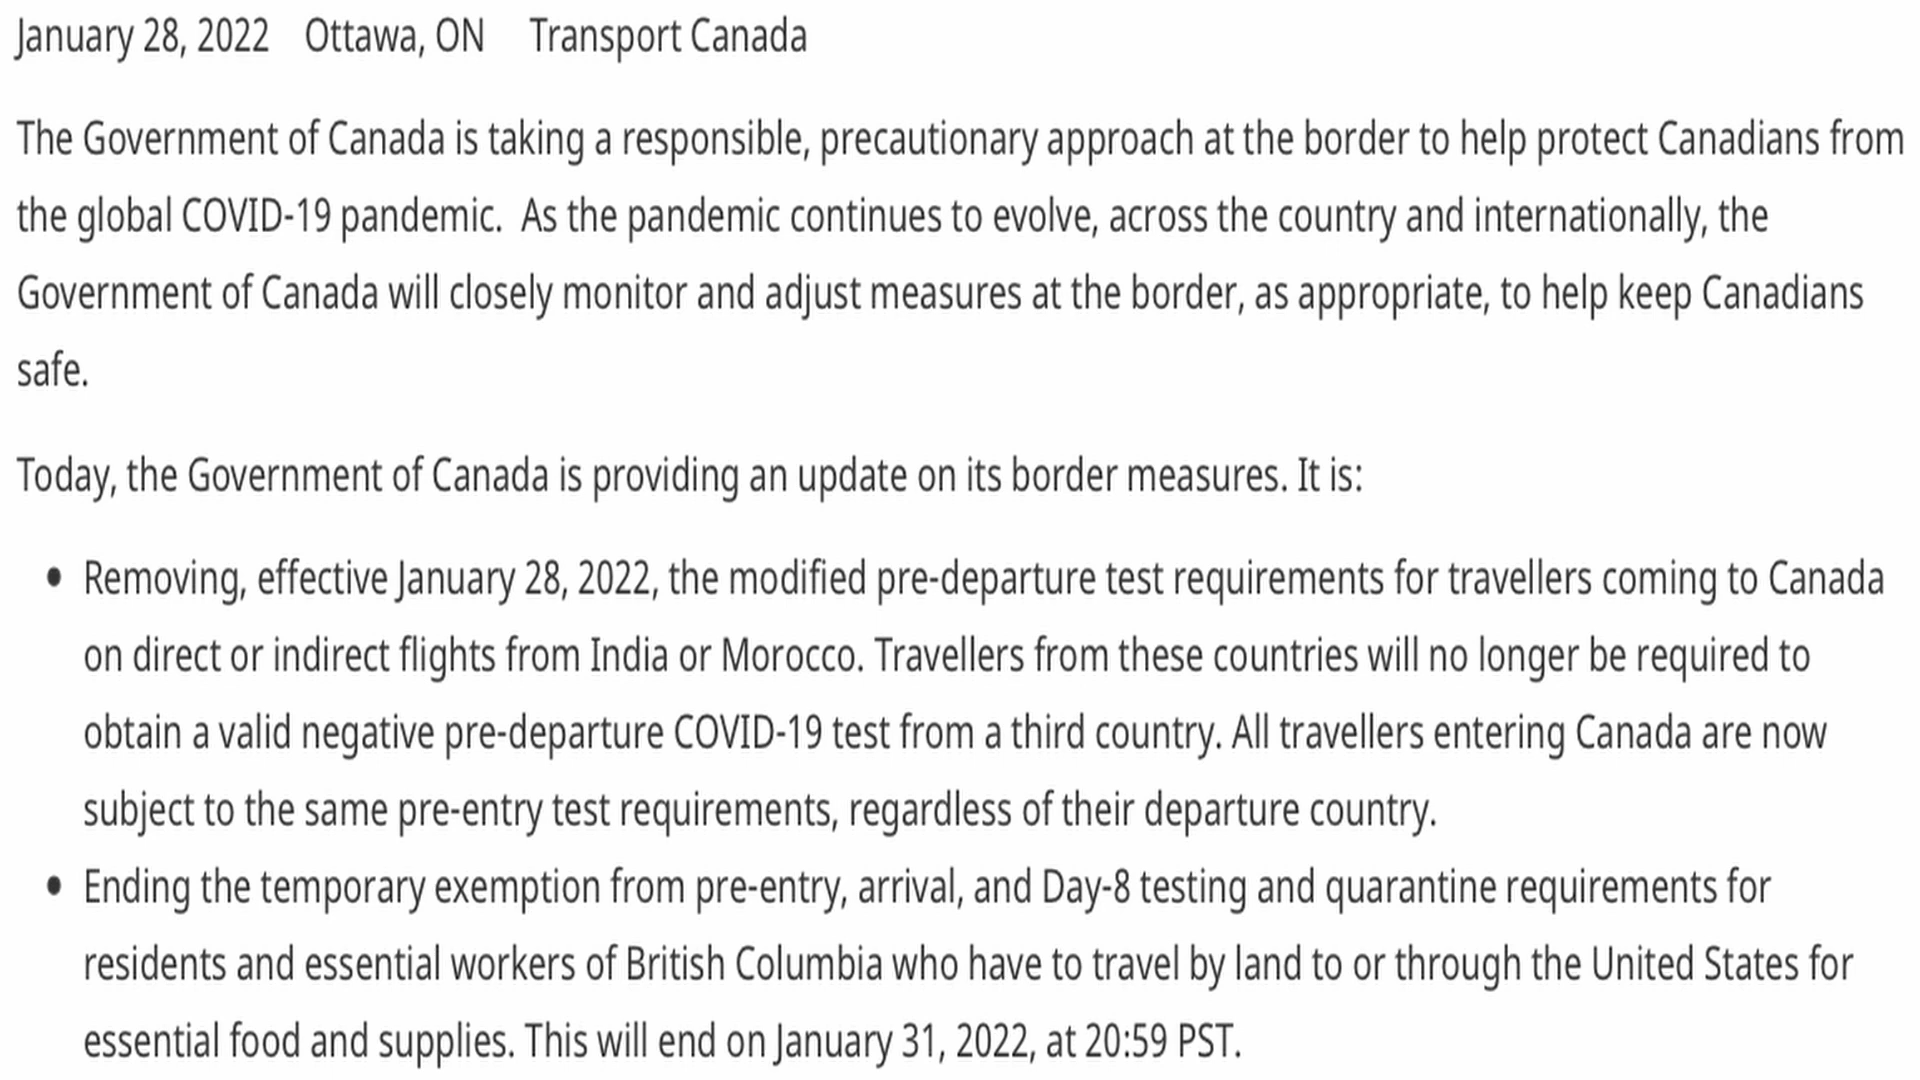 January 28, 2022 Ottawa, ON Transport Canada
The Government of Canada is taking a responsible, precautionary approach at the border to help protect Canadians from
the global COVID-19 pandemic. As the pandemic continues to evolve, across the country and internationally, the
Government of Canada will closely monitor and adjust measures at the border, as appropriate, to help keep Canadians
safe.
Today, the Government of Canada is providing an update on its border measures. It is:
• Removing, effective January 28, 2022, the modified pre-departure test requirements for travellers coming to Canada
on direct or indirect flights from India or Morocco. Travellers from these countries will no longer be required to
obtain a valid negative pre-departure COVID-19 test from a third country. All travellers entering Canada are now
subject to the same pre-entry test requirements, regardless of their departure country.
• Ending the temporary exemption from pre-entry, arrival, and Day-8 testing and quarantine requirements for
residents and essential workers of British Columbia who have to travel by land to or through the United States for
essential food and supplies. This will end on January 31, 2022, at 20:59 PST.